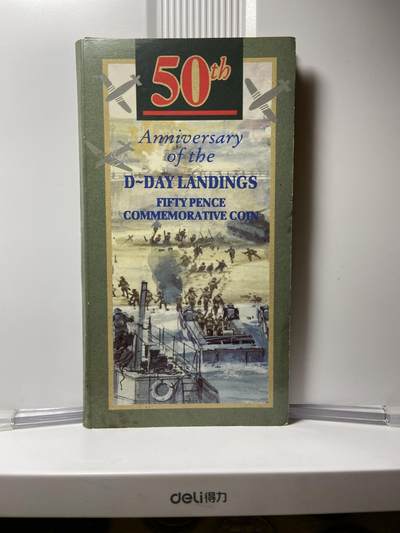 50th
Anniversary
of the
D~DAY LANDINGS
FIFTY PENCE
COMMEMORATIVE COIN
deli得力